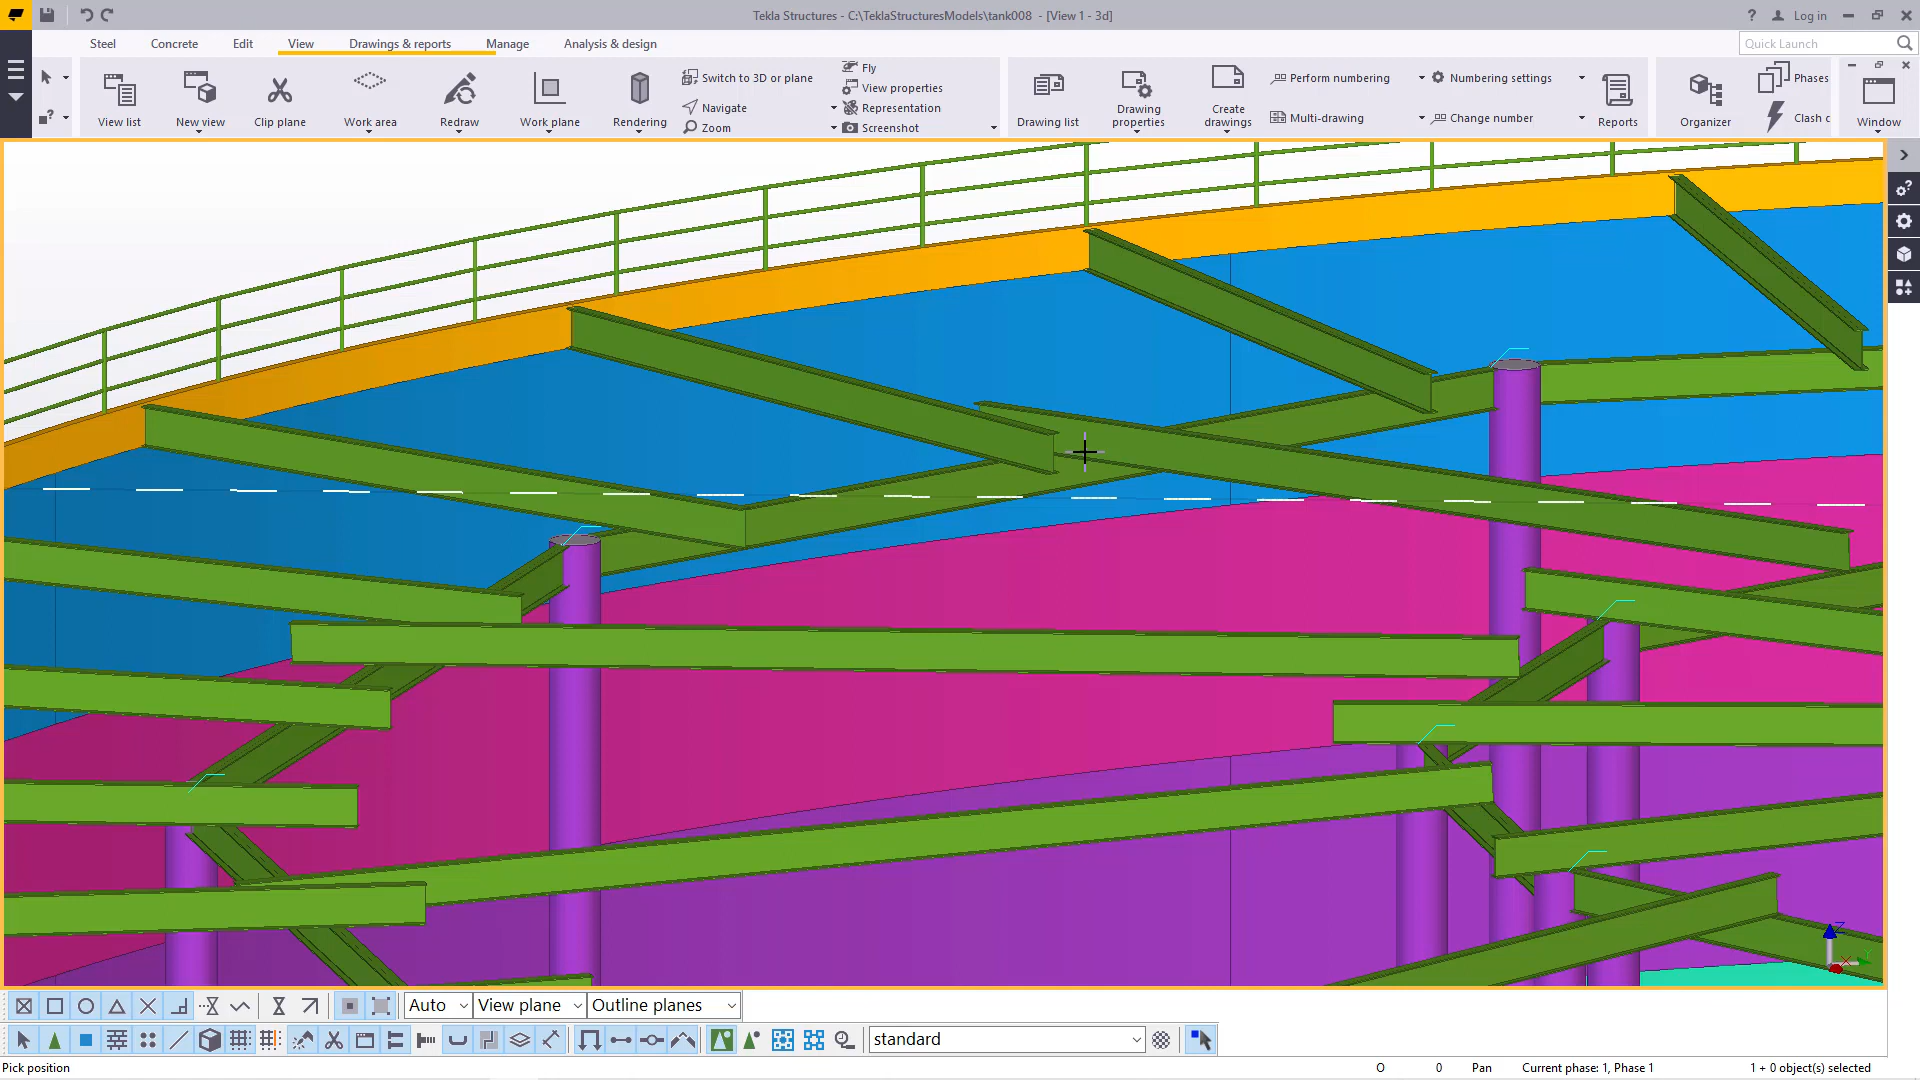 Tekla Structures - C:\TeklaStructuresModels\tank008 - [View 1 - 3d]
? Log in
Steel Concrete Edit View Drawings & reports Manage Analysis & design
Quick Launch
View list
New view
Clip plane
Work area
Redraw
Work plane
Rendering
Switch to 3D or plane
Navigate
Zoom
Fly
View properties
Representation
Screenshot
Drawing list
Drawing properties
Create drawings
Perform numbering
Multi-drawing
Numbering settings
Change number
Reports
Organizer
Phases
Clash c
Window
Z
Auto View plane Outline planes
standard
Pick position O 0 Pan Current phase: 1, Phase 1 1 + 0 object(s) selected